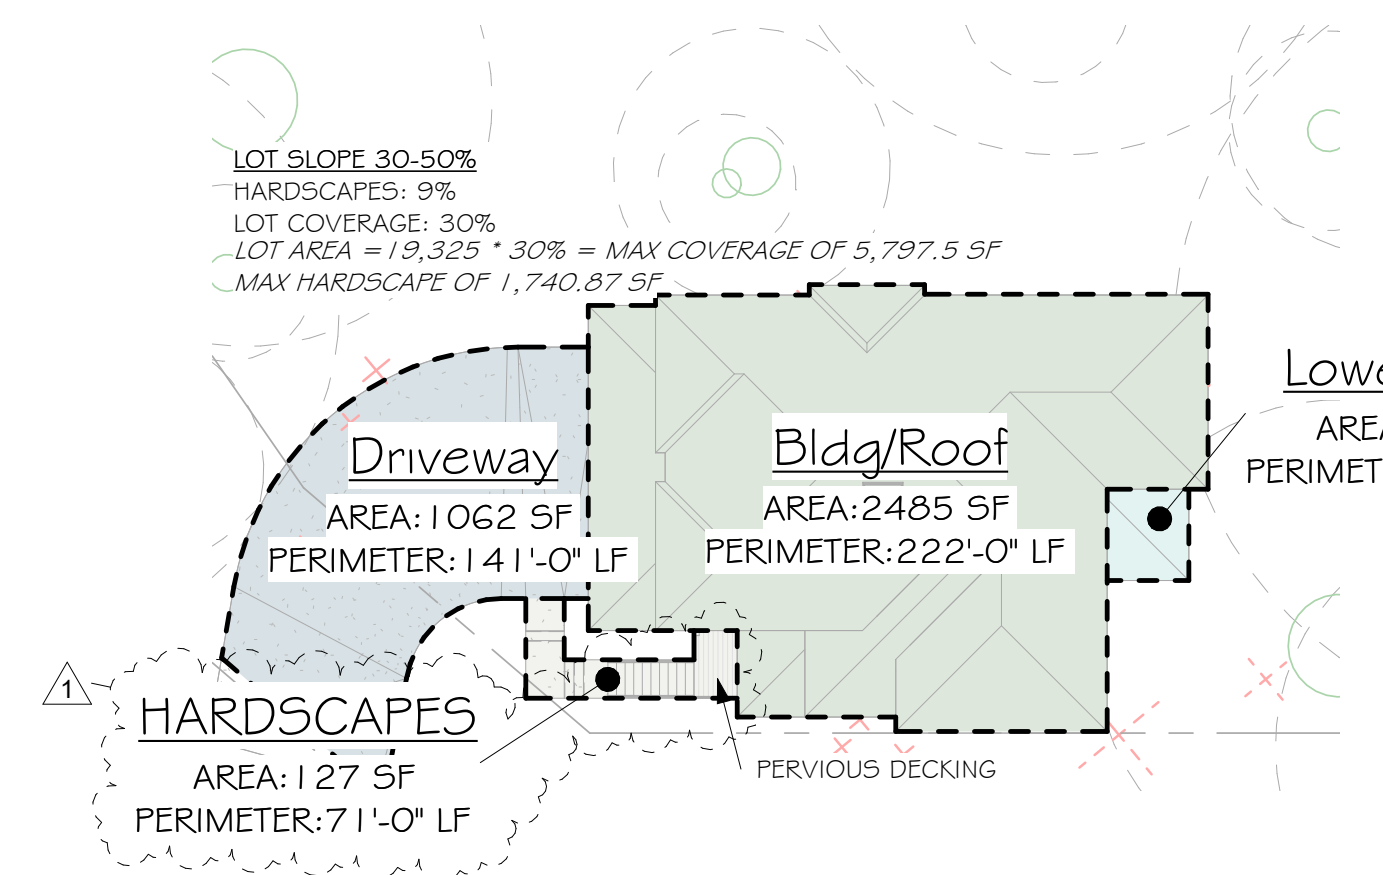 LOT SLOPE 30-50%
HARDSCAPES: 9%
LOT COVERAGE: 30%
LOT AREA =19,325 * 30% = MAX COVERAGE OF 5,797.5 SF
MAX HARDSCAPE OF 1,740.87 SF
Driveway
AREA:1062 SF
PERIMETER:141'-0" LF
Bldg/Roof
AREA:2485 SF
PERIMETER:222'-0" LF
1
HARDSCAPES
AREA:127 SF
PERIMETER:71'-0" LF
PERVIOUS DECKING